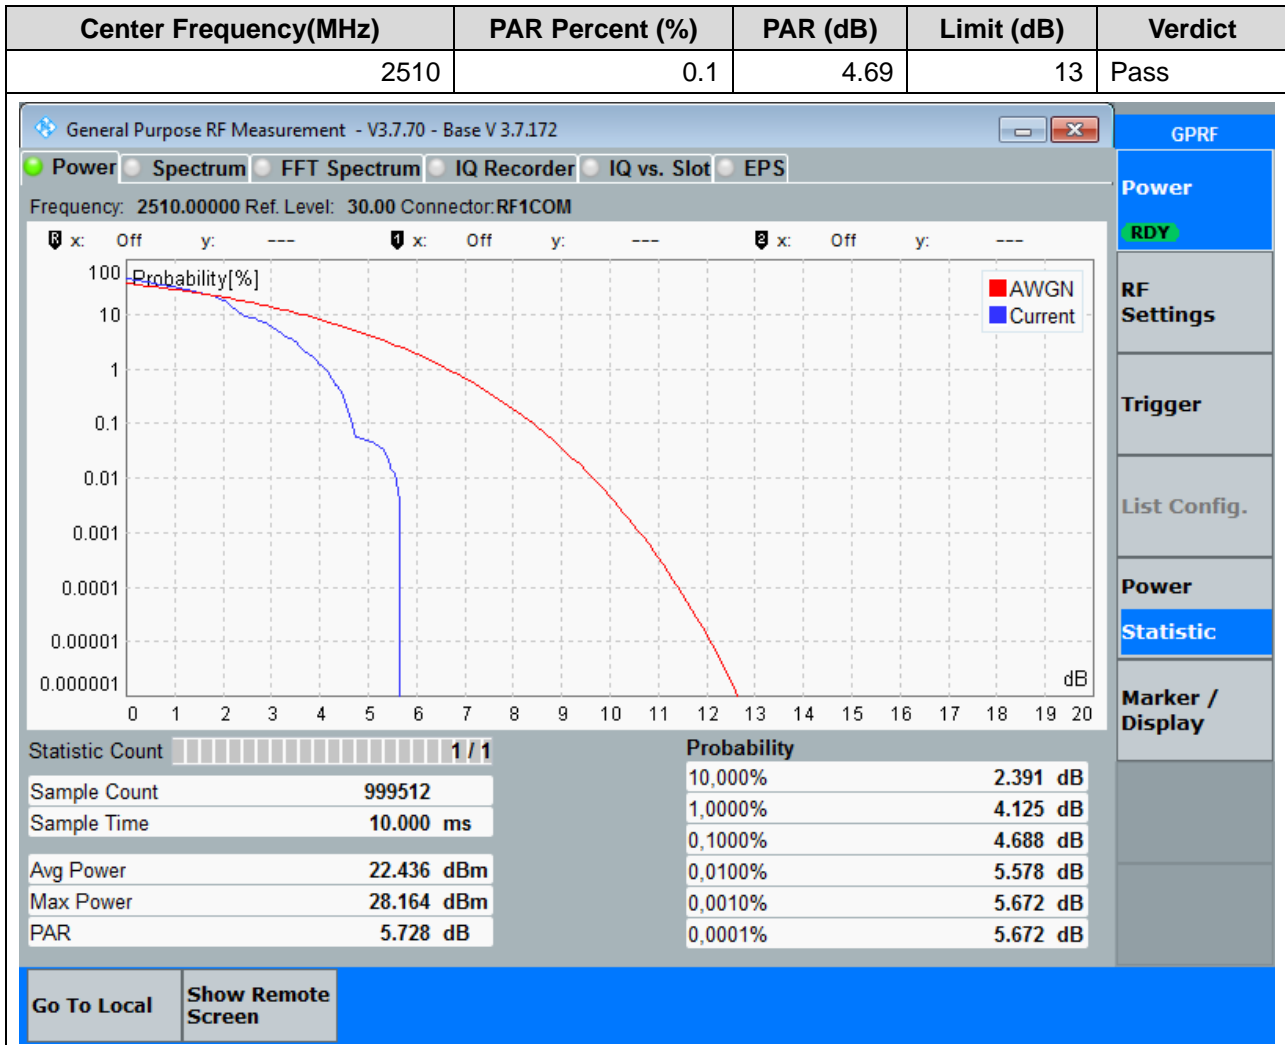 Center Frequency(MHz) PAR Percent (%) PAR (dB) Limit (dB) Verdict
2510 0.1 4.69 13 Pass
General Purpose RF Measurement - V3.7.70 - Base V 3.7.172
GPRF
Power Spectrum FFT Spectrum IQ Recorder IQ vs. Slot EPS
Frequency: 2510.00000 Ref. Level: 30.00 Connector: RF1COM
R x: Off y: --- 1 x: Off y: --- 2 x: Off y: ---
Power
RDY
RF
Settings
Trigger
List Config.
Power
Statistic
Marker /
Display
Probability[%]
AWGN
Current
100
10
1
0.1
0.01
0.001
0.0001
0.00001
0.000001
dB
0 1 2 3 4 5 6 7 8 9 10 11 12 13 14 15 16 17 18 19 20
Statistic Count 1 / 1
Sample Count 999512
Sample Time 10.000 ms
Avg Power 22.436 dBm
Max Power 28.164 dBm
PAR 5.728 dB
Probability
10,000% 2.391 dB
1,0000% 4.125 dB
0,1000% 4.688 dB
0,0100% 5.578 dB
0,0010% 5.672 dB
0,0001% 5.672 dB
Go To Local
Show Remote
Screen